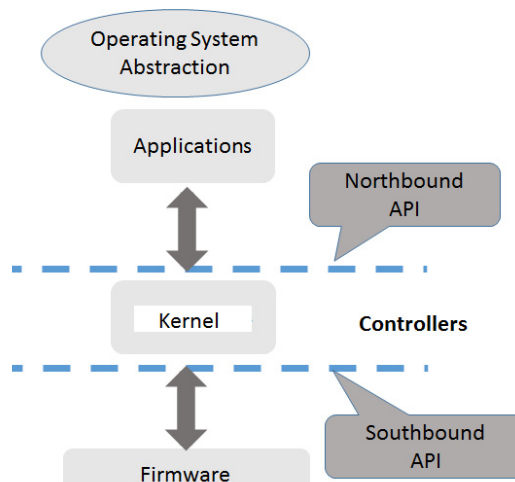 Operating System
Abstraction
Applications
Northbound
API
Kernel
Controllers
Southbound
API
Firmware